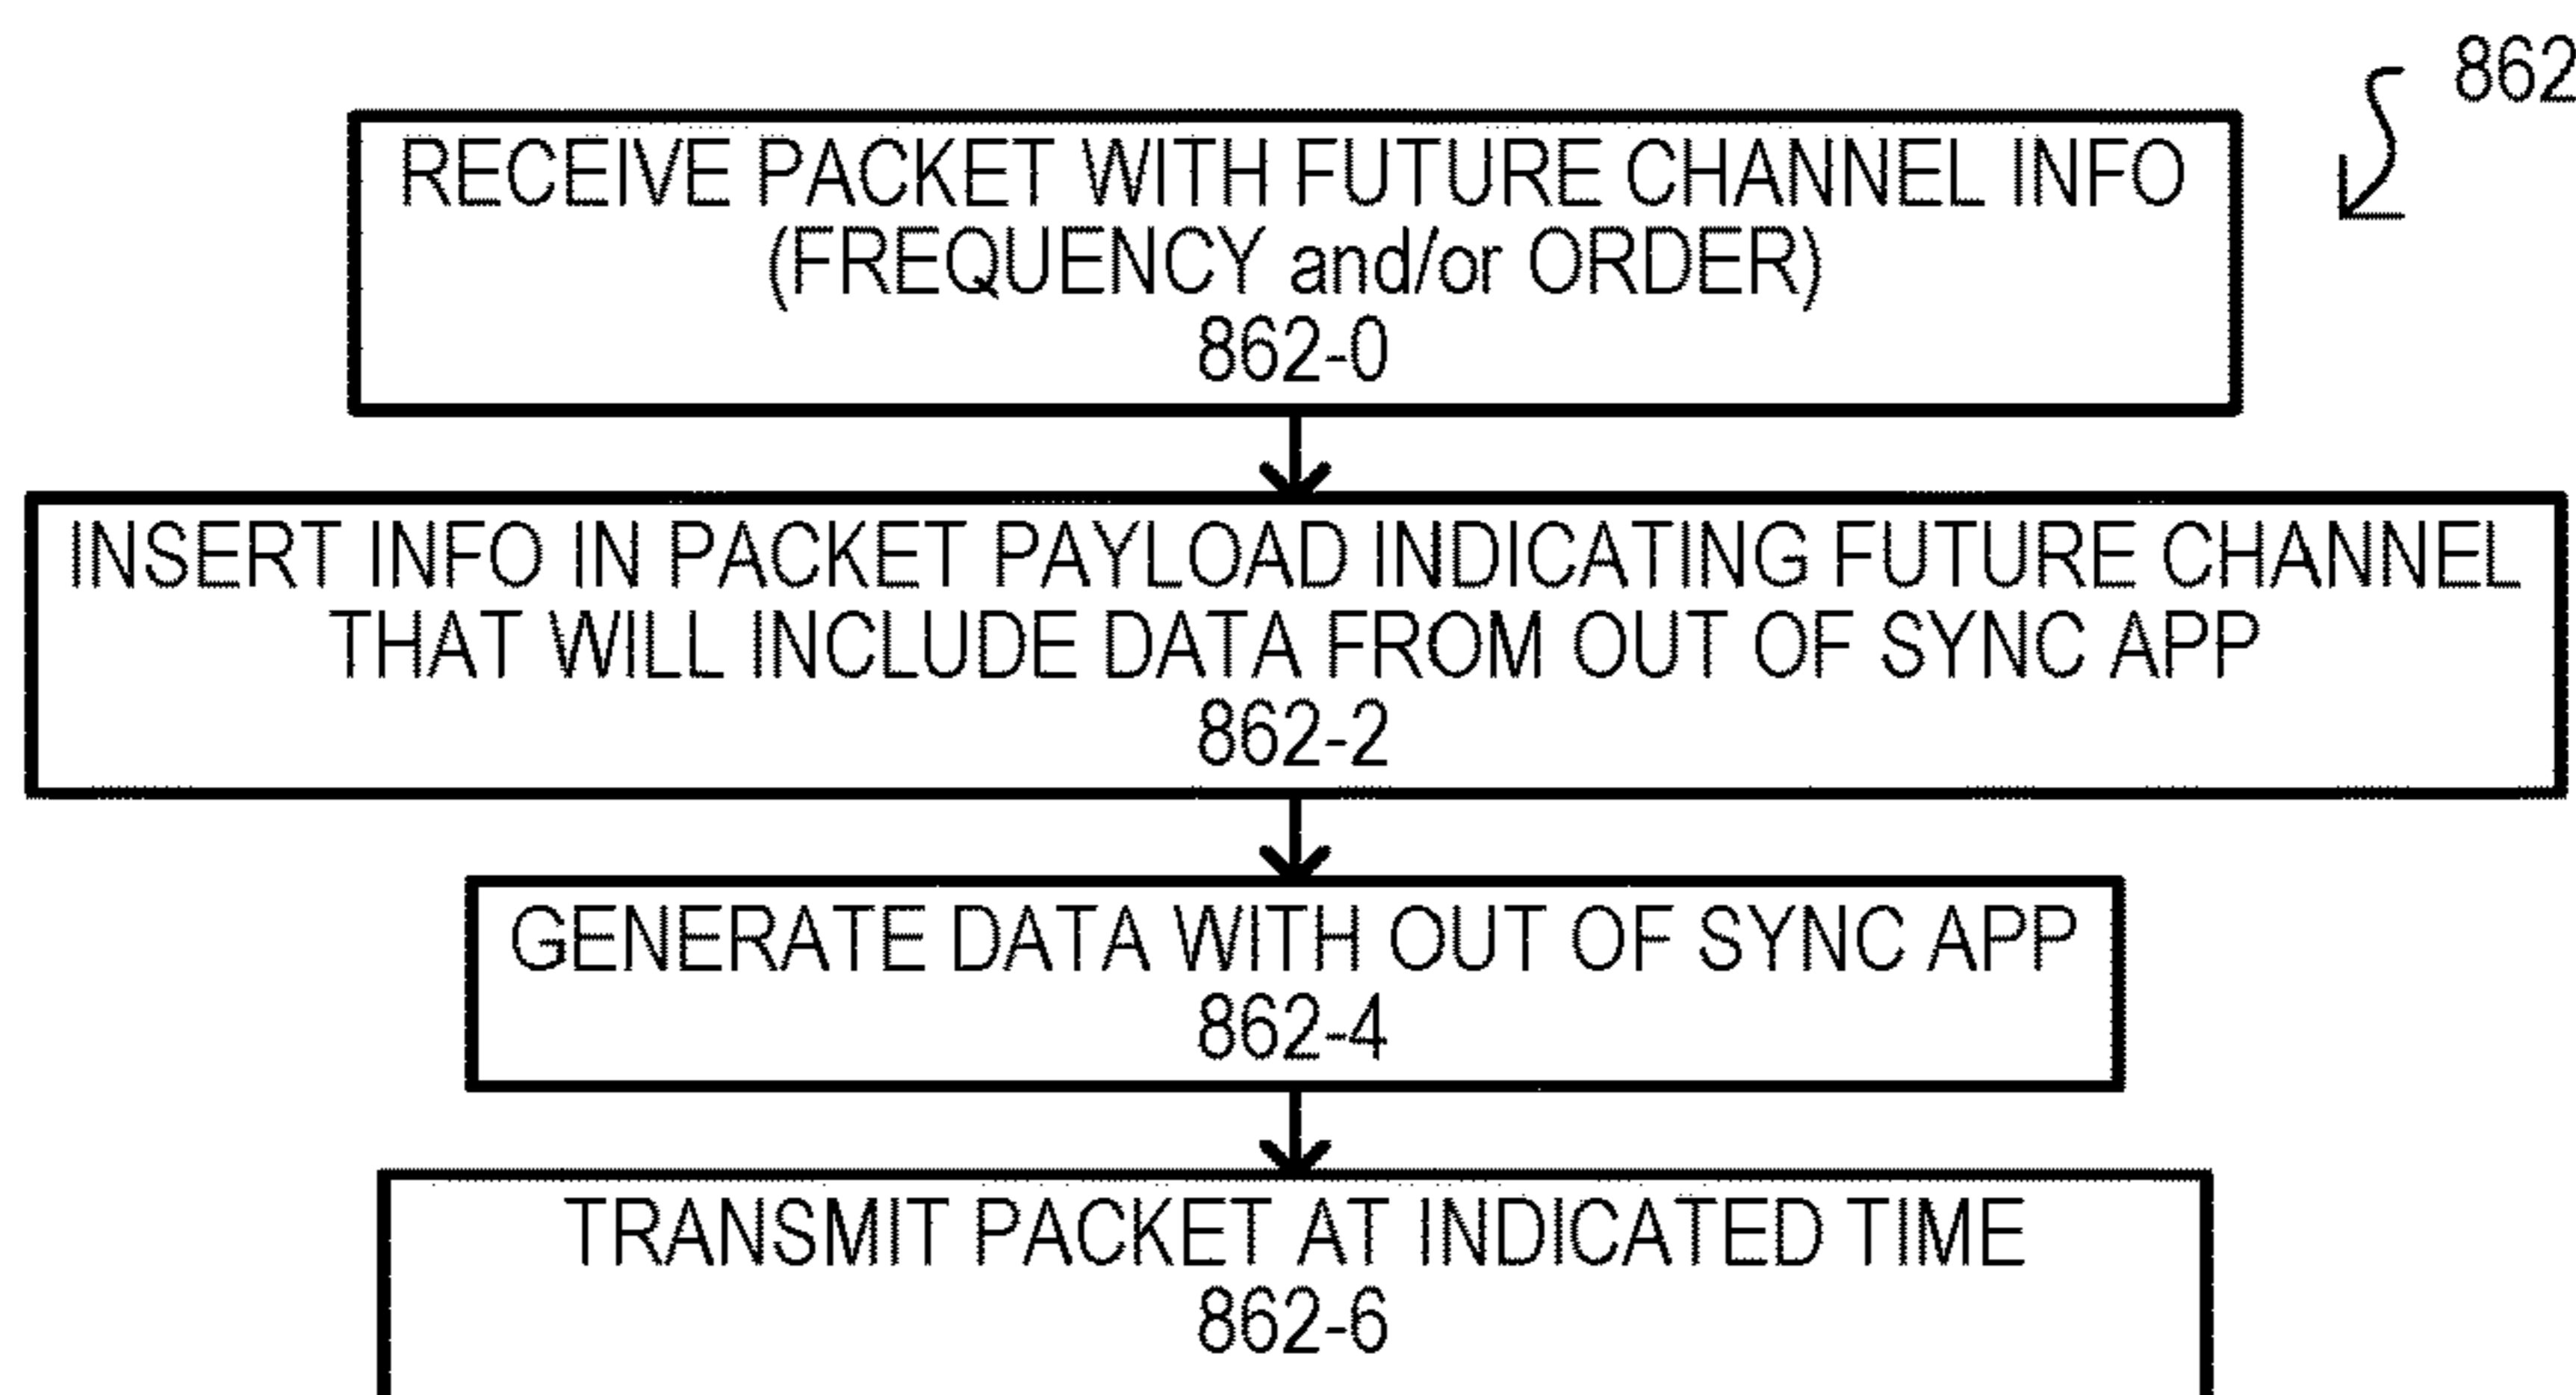 862
RECEIVE PACKET WITH FUTURE CHANNEL INFO
(FREQUENCY and/or ORDER)
862-0
INSERT INFO IN PACKET PAYLOAD INDICATING FUTURE CHANNEL
THAT WILL INCLUDE DATA FROM OUT OF SYNC APP
862-2
GENERATE DATA WITH OUT OF SYNC APP
862-4
TRANSMIT PACKET AT INDICATED TIME
862-6